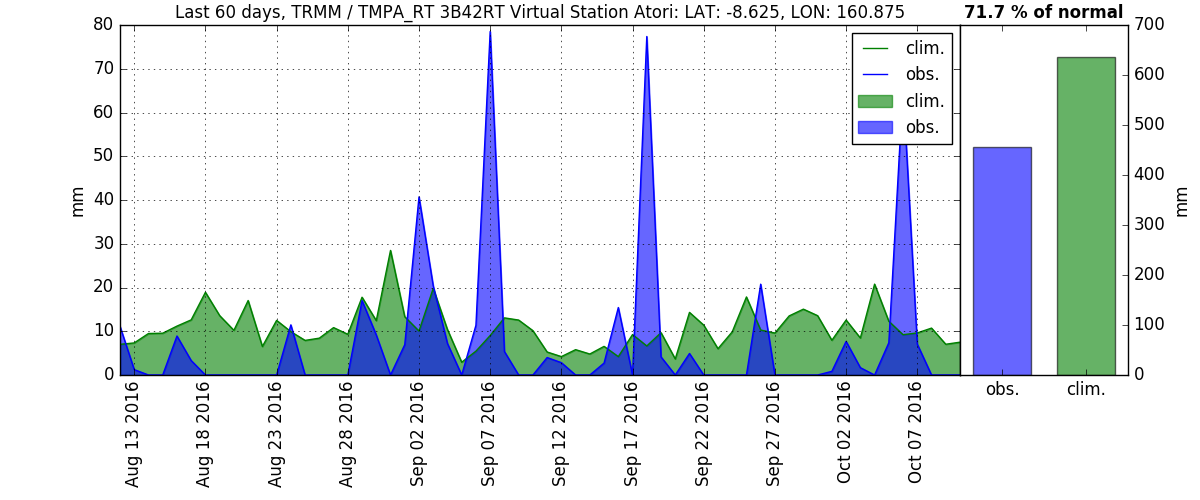 Last 60 days, TRMM / TMPA_RT 3B42RT Virtual Station Atori: LAT: -8.625, LON: 160.875
71.7 % of normal
80
70
60
50
40
30
20
10
0
mm
clim.
obs.
clim.
obs.
700
600
500
400
300
200
100
0
mm
obs.
clim.
Aug 13 2016
Aug 18 2016
Aug 23 2016
Aug 28 2016
Sep 02 2016
Sep 07 2016
Sep 12 2016
Sep 17 2016
Sep 22 2016
Sep 27 2016
Oct 02 2016
Oct 07 2016